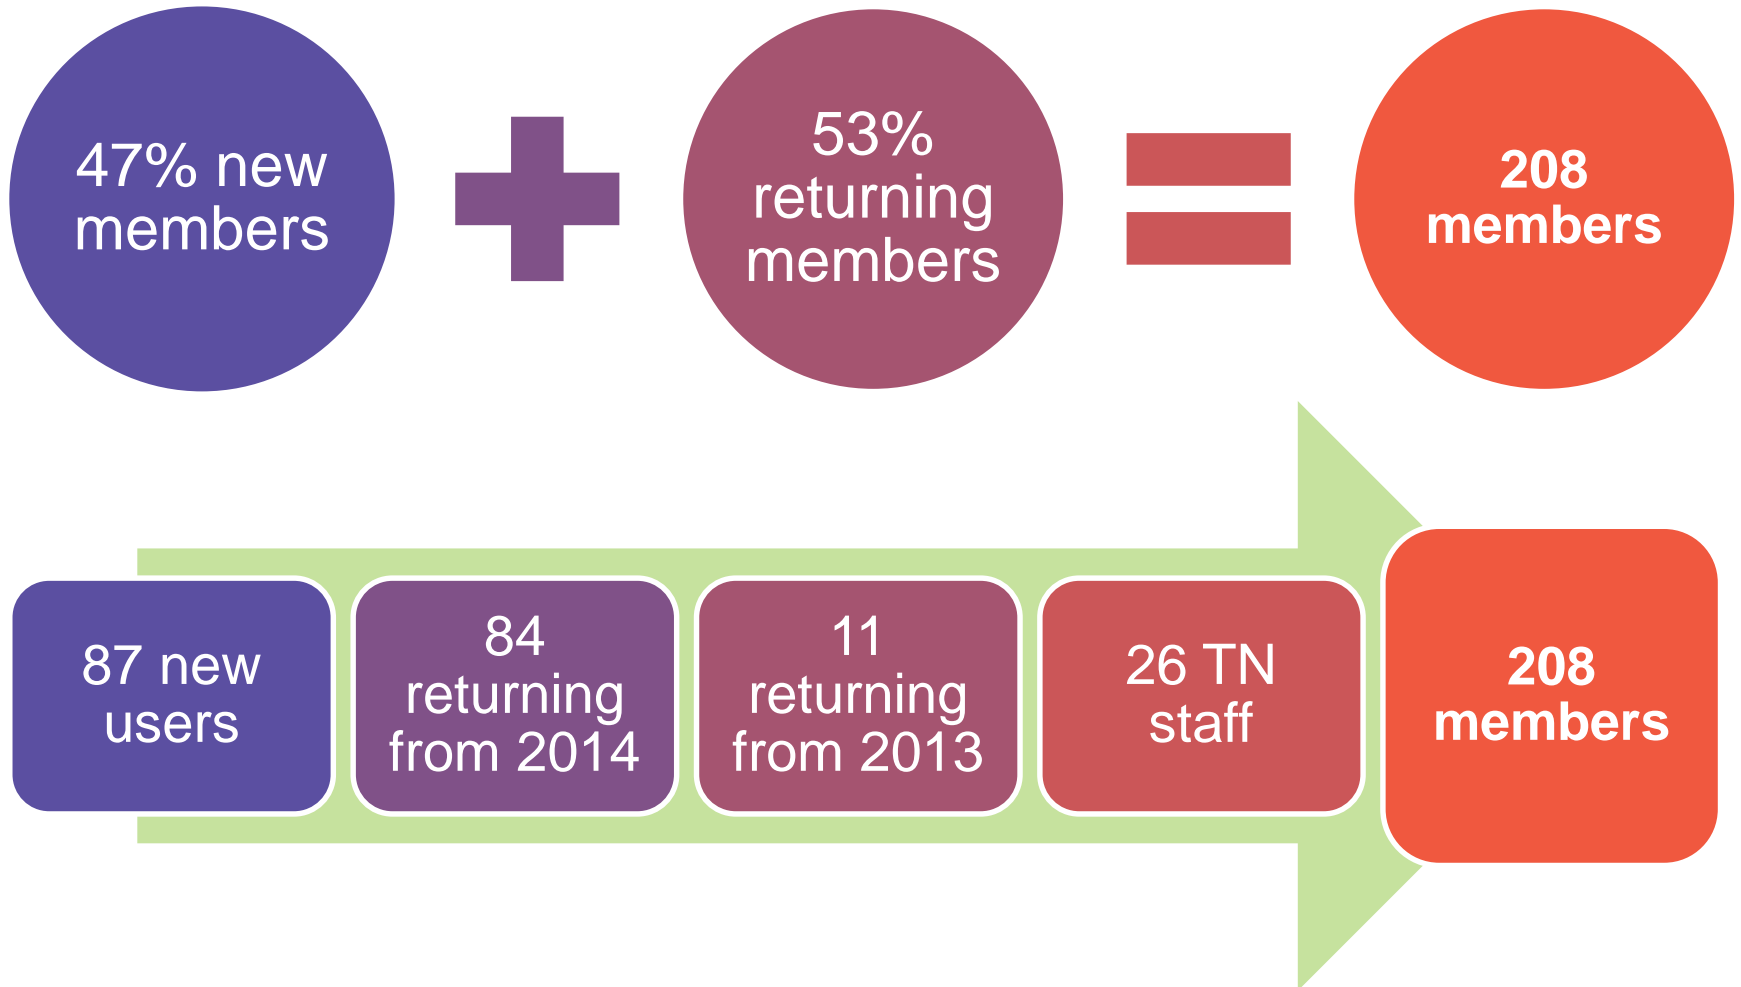 47% new
members
53%
returning
members
208
members
87 new
users
84
returning
from 2014
11
returning
from 2013
26 TN
staff
208
members